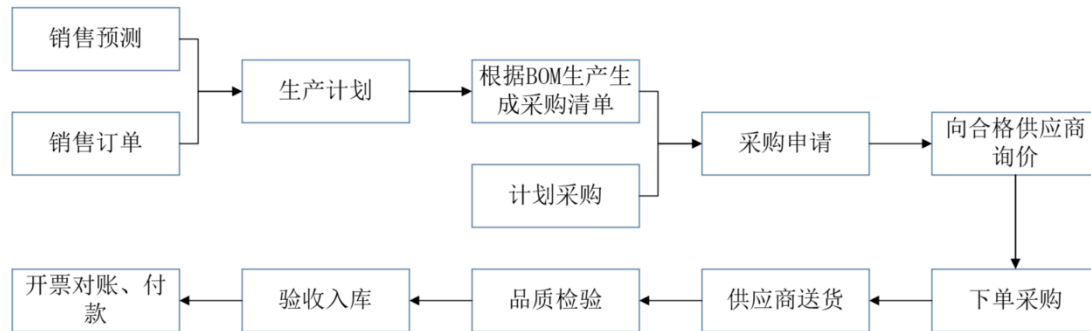 销售预测
销售订单
生产计划
根据BOM生产生
成采购清单
计划采购
采购申请
向合格供应商
询价
下单采购
供应商送货
品质检验
验收入库
开票对账、付
款